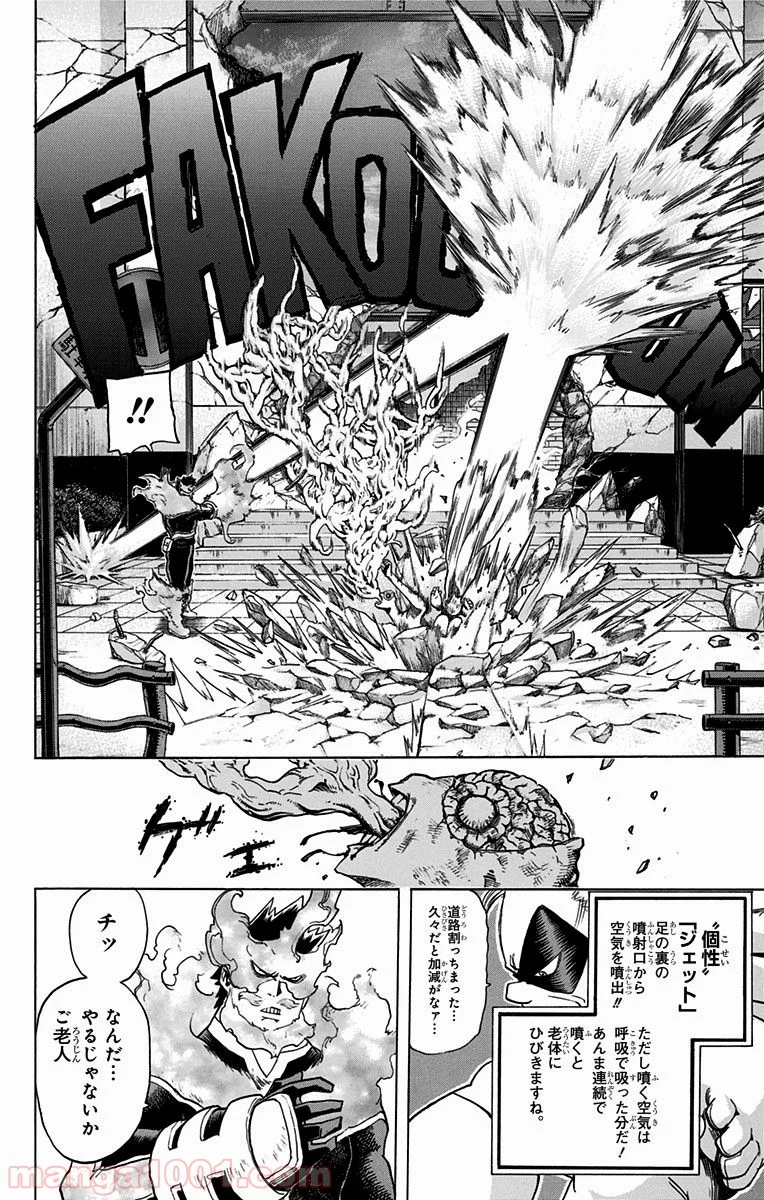 FAKOOOM
!!
ゲェ
“個性”
「ジェット」
足の裏の
噴射口から
空気を噴出!!
ただし噴く空気は
呼吸で吸った分だ!
あんま連続で
噴くと
老体に
ひびきますね。
道路割っちまった…
久々だと加減がなァ…
チッ
なんだ…
やるじゃないか
ご老人
manga1001.com